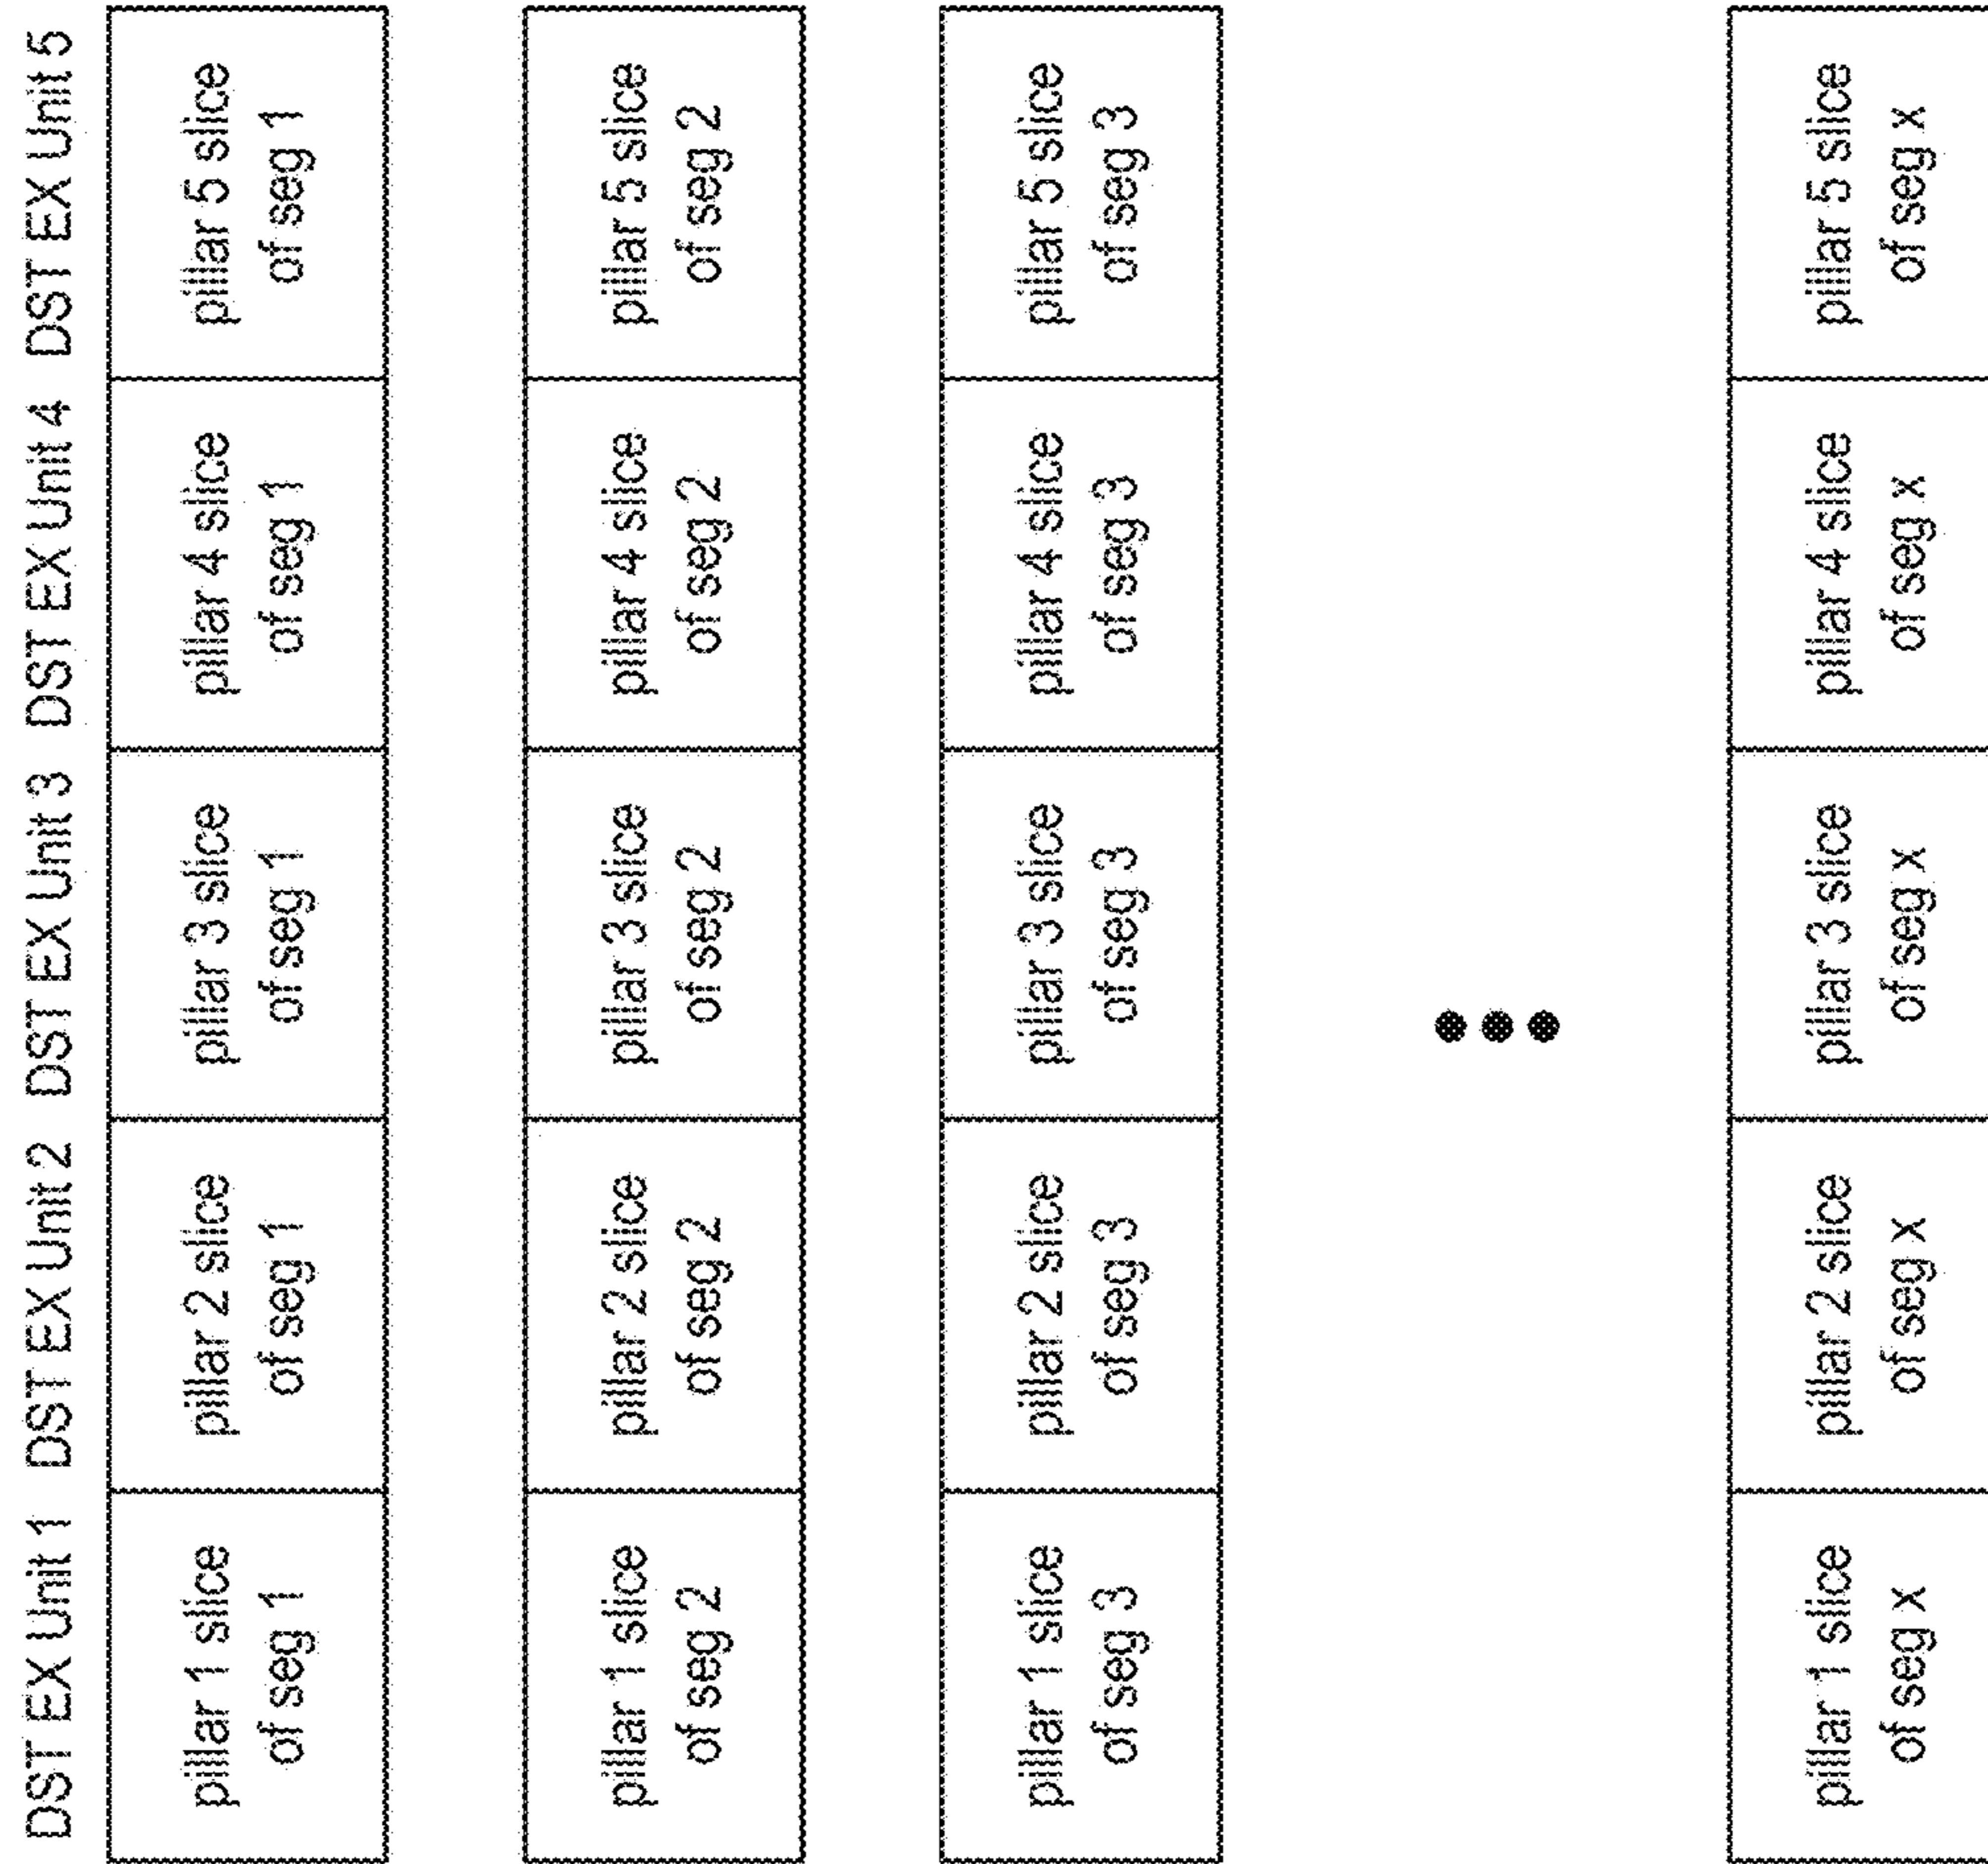 DST EX Unit 1 DST EX Unit 2 DST EX Unit 3 DST EX Unit 4 DST EX Unit 5
pillar 1 slice
of seg 1
pillar 2 slice
of seg 1
pillar 3 slice
of seg 1
pillar 4 slice
of seg 1
pillar 5 slice
of seg 1
pillar 1 slice
of seg 2
pillar 2 slice
of seg 2
pillar 3 slice
of seg 2
pillar 4 slice
of seg 2
pillar 5 slice
of seg 2
pillar 1 slice
of seg 3
pillar 2 slice
of seg 3
pillar 3 slice
of seg 3
pillar 4 slice
of seg 3
pillar 5 slice
of seg 3
pillar 1 slice
of seg x
pillar 2 slice
of seg x
pillar 3 slice
of seg x
pillar 4 slice
of seg x
pillar 5 slice
of seg x